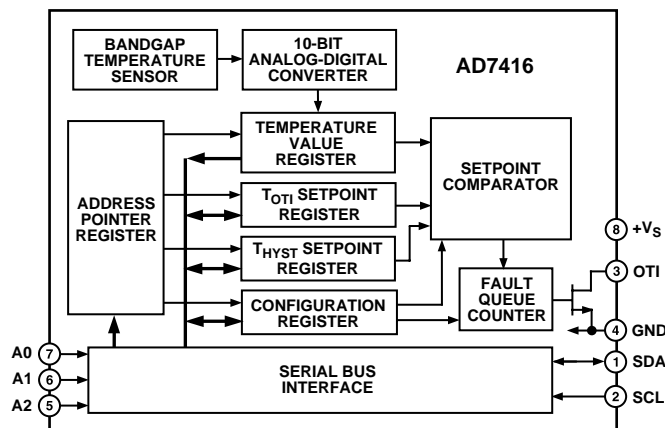 BANDGAP
TEMPERATURE
SENSOR
10-BIT
ANALOG-DIGITAL
CONVERTER
AD7416
ADDRESS
POINTER
REGISTER
TEMPERATURE
VALUE
REGISTER
SETPOINT
COMPARATOR
TOTI SETPOINT
REGISTER
THYST SETPOINT
REGISTER
CONFIGURATION
REGISTER
FAULT
QUEUE
COUNTER
8 +VS
3 OTI
4 GND
1 SDA
2 SCL
A0 7
A1 6
A2 5
SERIAL BUS
INTERFACE